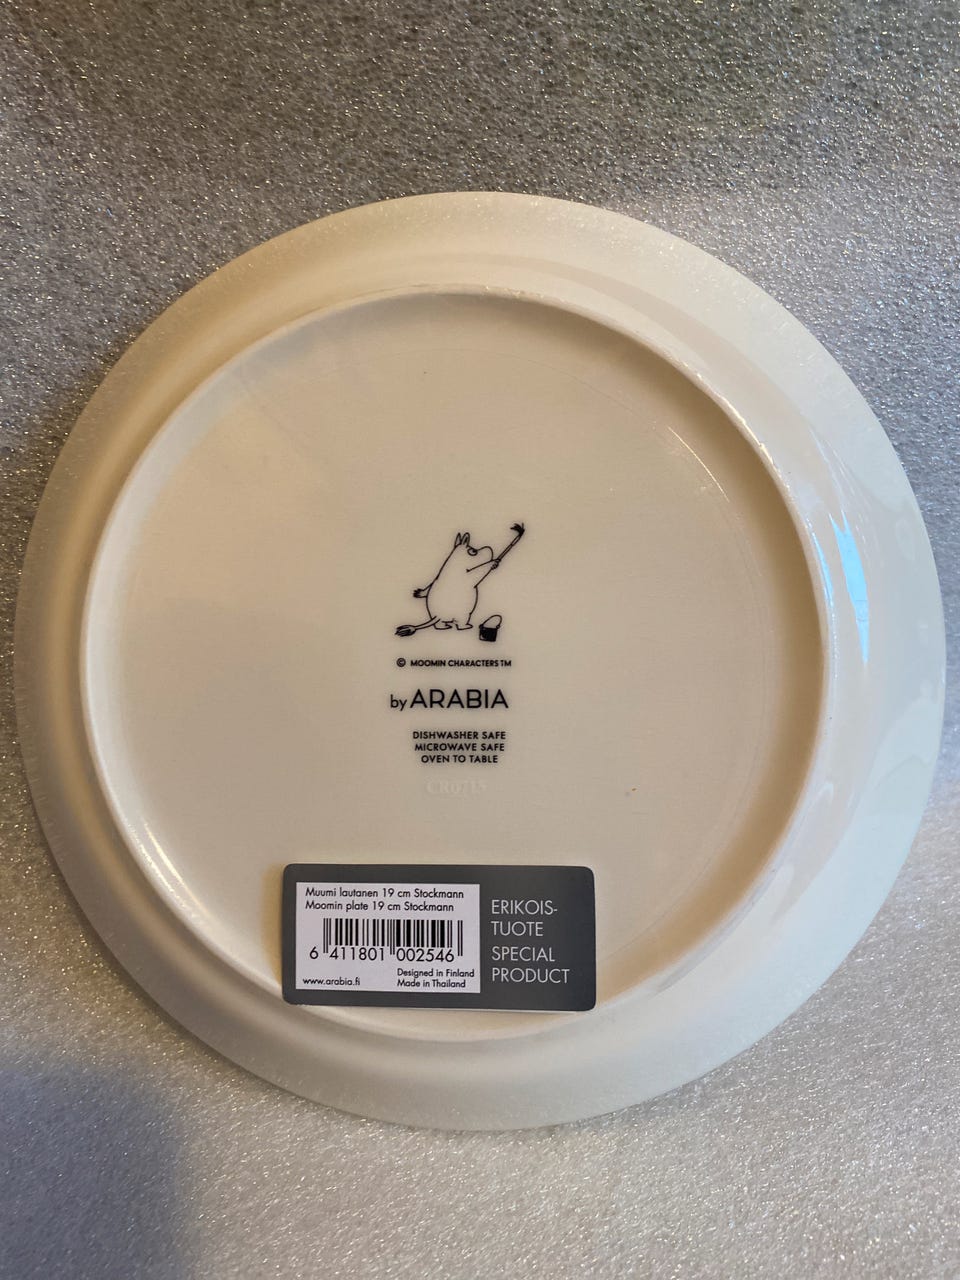 © MOOMIN CHARACTERS TM
by ARABIA
DISHWASHER SAFE
MICROWAVE SAFE
OVEN TO TABLE
CR0715
Muumi lautanen 19 cm Stockmann
Moomin plate 19 cm Stockmann
6 411801 002546
www.arabia.fi
Designed in Finland
Made in Thailand
ERIKOIS-
TUOTE
SPECIAL
PRODUCT